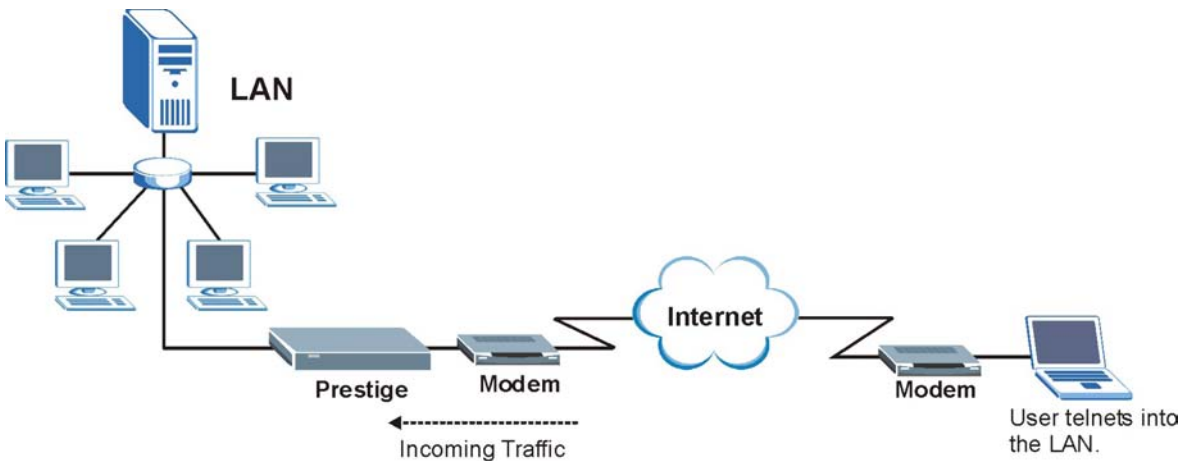 LAN
Internet
Prestige
Modem
Modem
User telnets into
the LAN.
Incoming Traffic